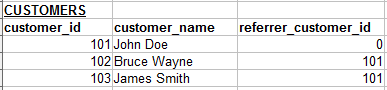 CUSTOMERS
customer_id customer_name referrer_customer_id
101 John Doe 0
102 Bruce Wayne 101
103 James Smith 101